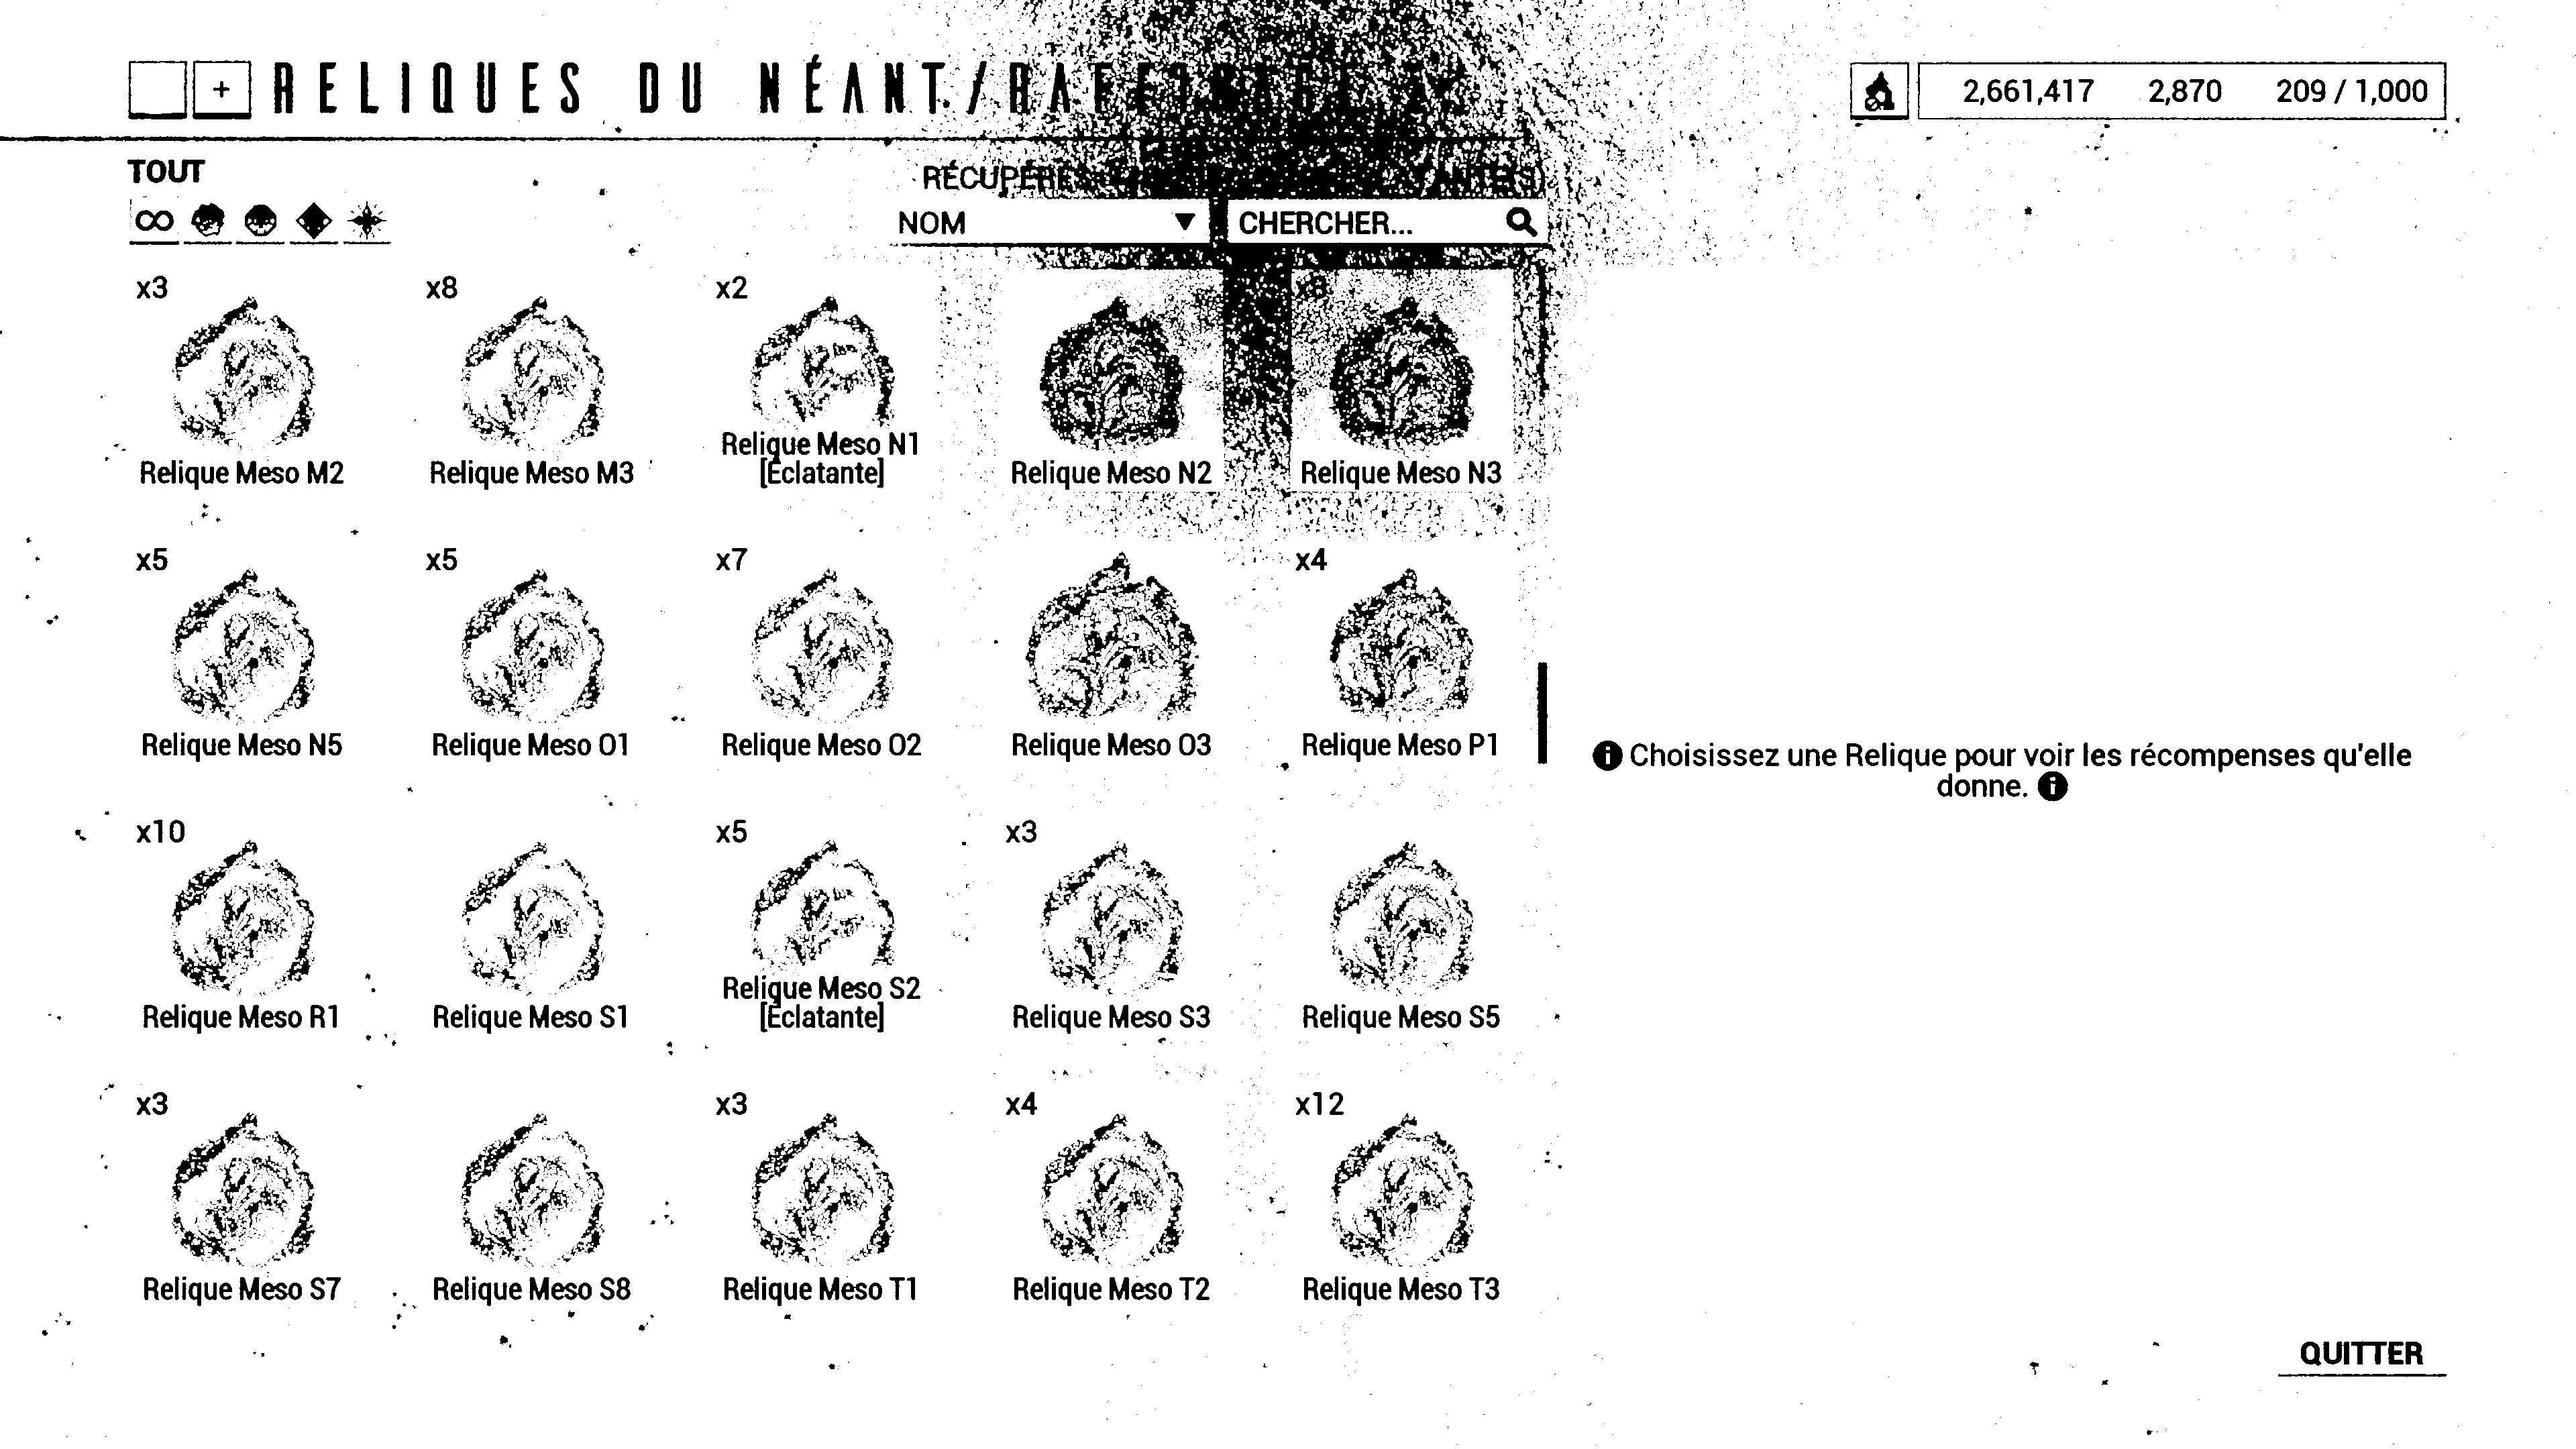 RELIQUES DU NÉANT/RAFFINAGE
2,661,417 2,870 209 / 1,000
TOUT
NOM CHERCHER...
x3 x8 x2
Relique Meso M2 Relique Meso M3 Relique Meso N1 [Éclatante] Relique Meso N2 Relique Meso N3
x5 x5 x7 x4
Relique Meso N5 Relique Meso O1 Relique Meso O2 Relique Meso O3 Relique Meso P1
Choisissez une Relique pour voir les récompenses qu'elle
donne.
x10 x5 x3
Relique Meso R1 Relique Meso S1 Relique Meso S2 [Éclatante] Relique Meso S3 Relique Meso S5
x3 x3 x4 x12
Relique Meso S7 Relique Meso S8 Relique Meso T1 Relique Meso T2 Relique Meso T3
QUITTER